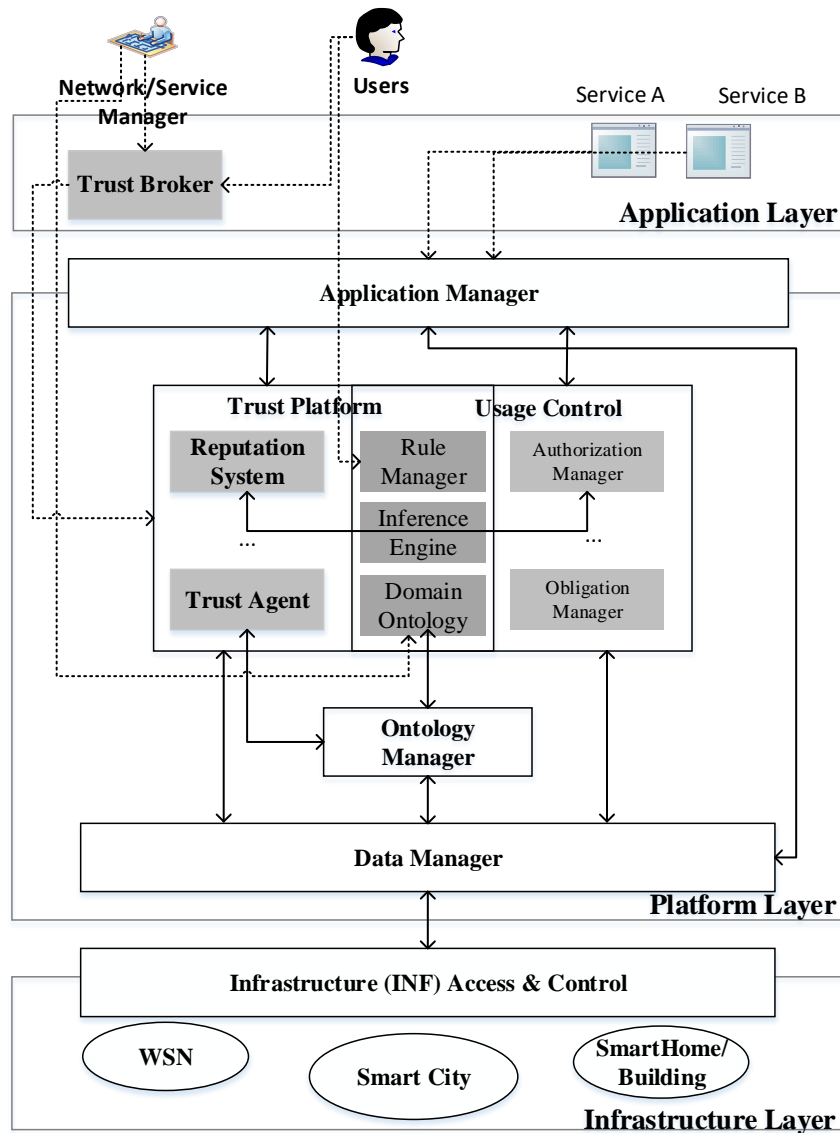 Network/Service
Manager
Users
Service A
Service B
Trust Broker
Application Layer
Application Manager
Trust Platform
Usage Control
Reputation
System
Rule
Manager
Authorization
Manager
...
Inference
Engine
...
Trust Agent
Domain
Ontology
Obligation
Manager
Ontology
Manager
Data Manager
Platform Layer
Infrastructure (INF) Access & Control
WSN
Smart City
SmartHome/
Building
Infrastructure Layer